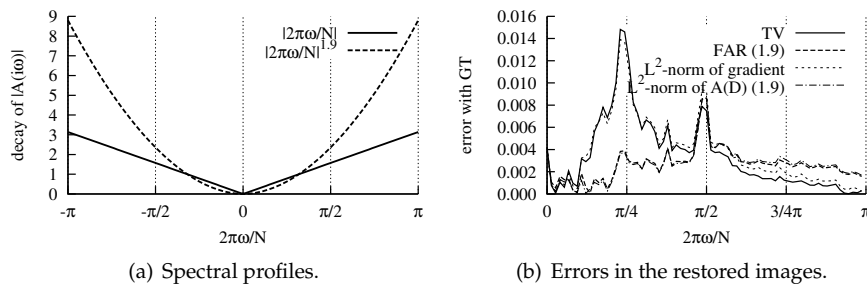 decay of |A(iω)|
9
8
7
6
5
4
3
2
1
0
-π
-π/2
0
π/2
π
2πω/N
|2πω/N|
|2πω/N|^1.9
(a) Spectral profiles.
error with GT
0.016
0.014
0.012
0.010
0.008
0.006
0.004
0.002
0.000
0
π/4
π/2
3/4π
π
2πω/N
TV
FAR (1.9)
L²-norm of gradient
L²-norm of A(D) (1.9)
(b) Errors in the restored images.